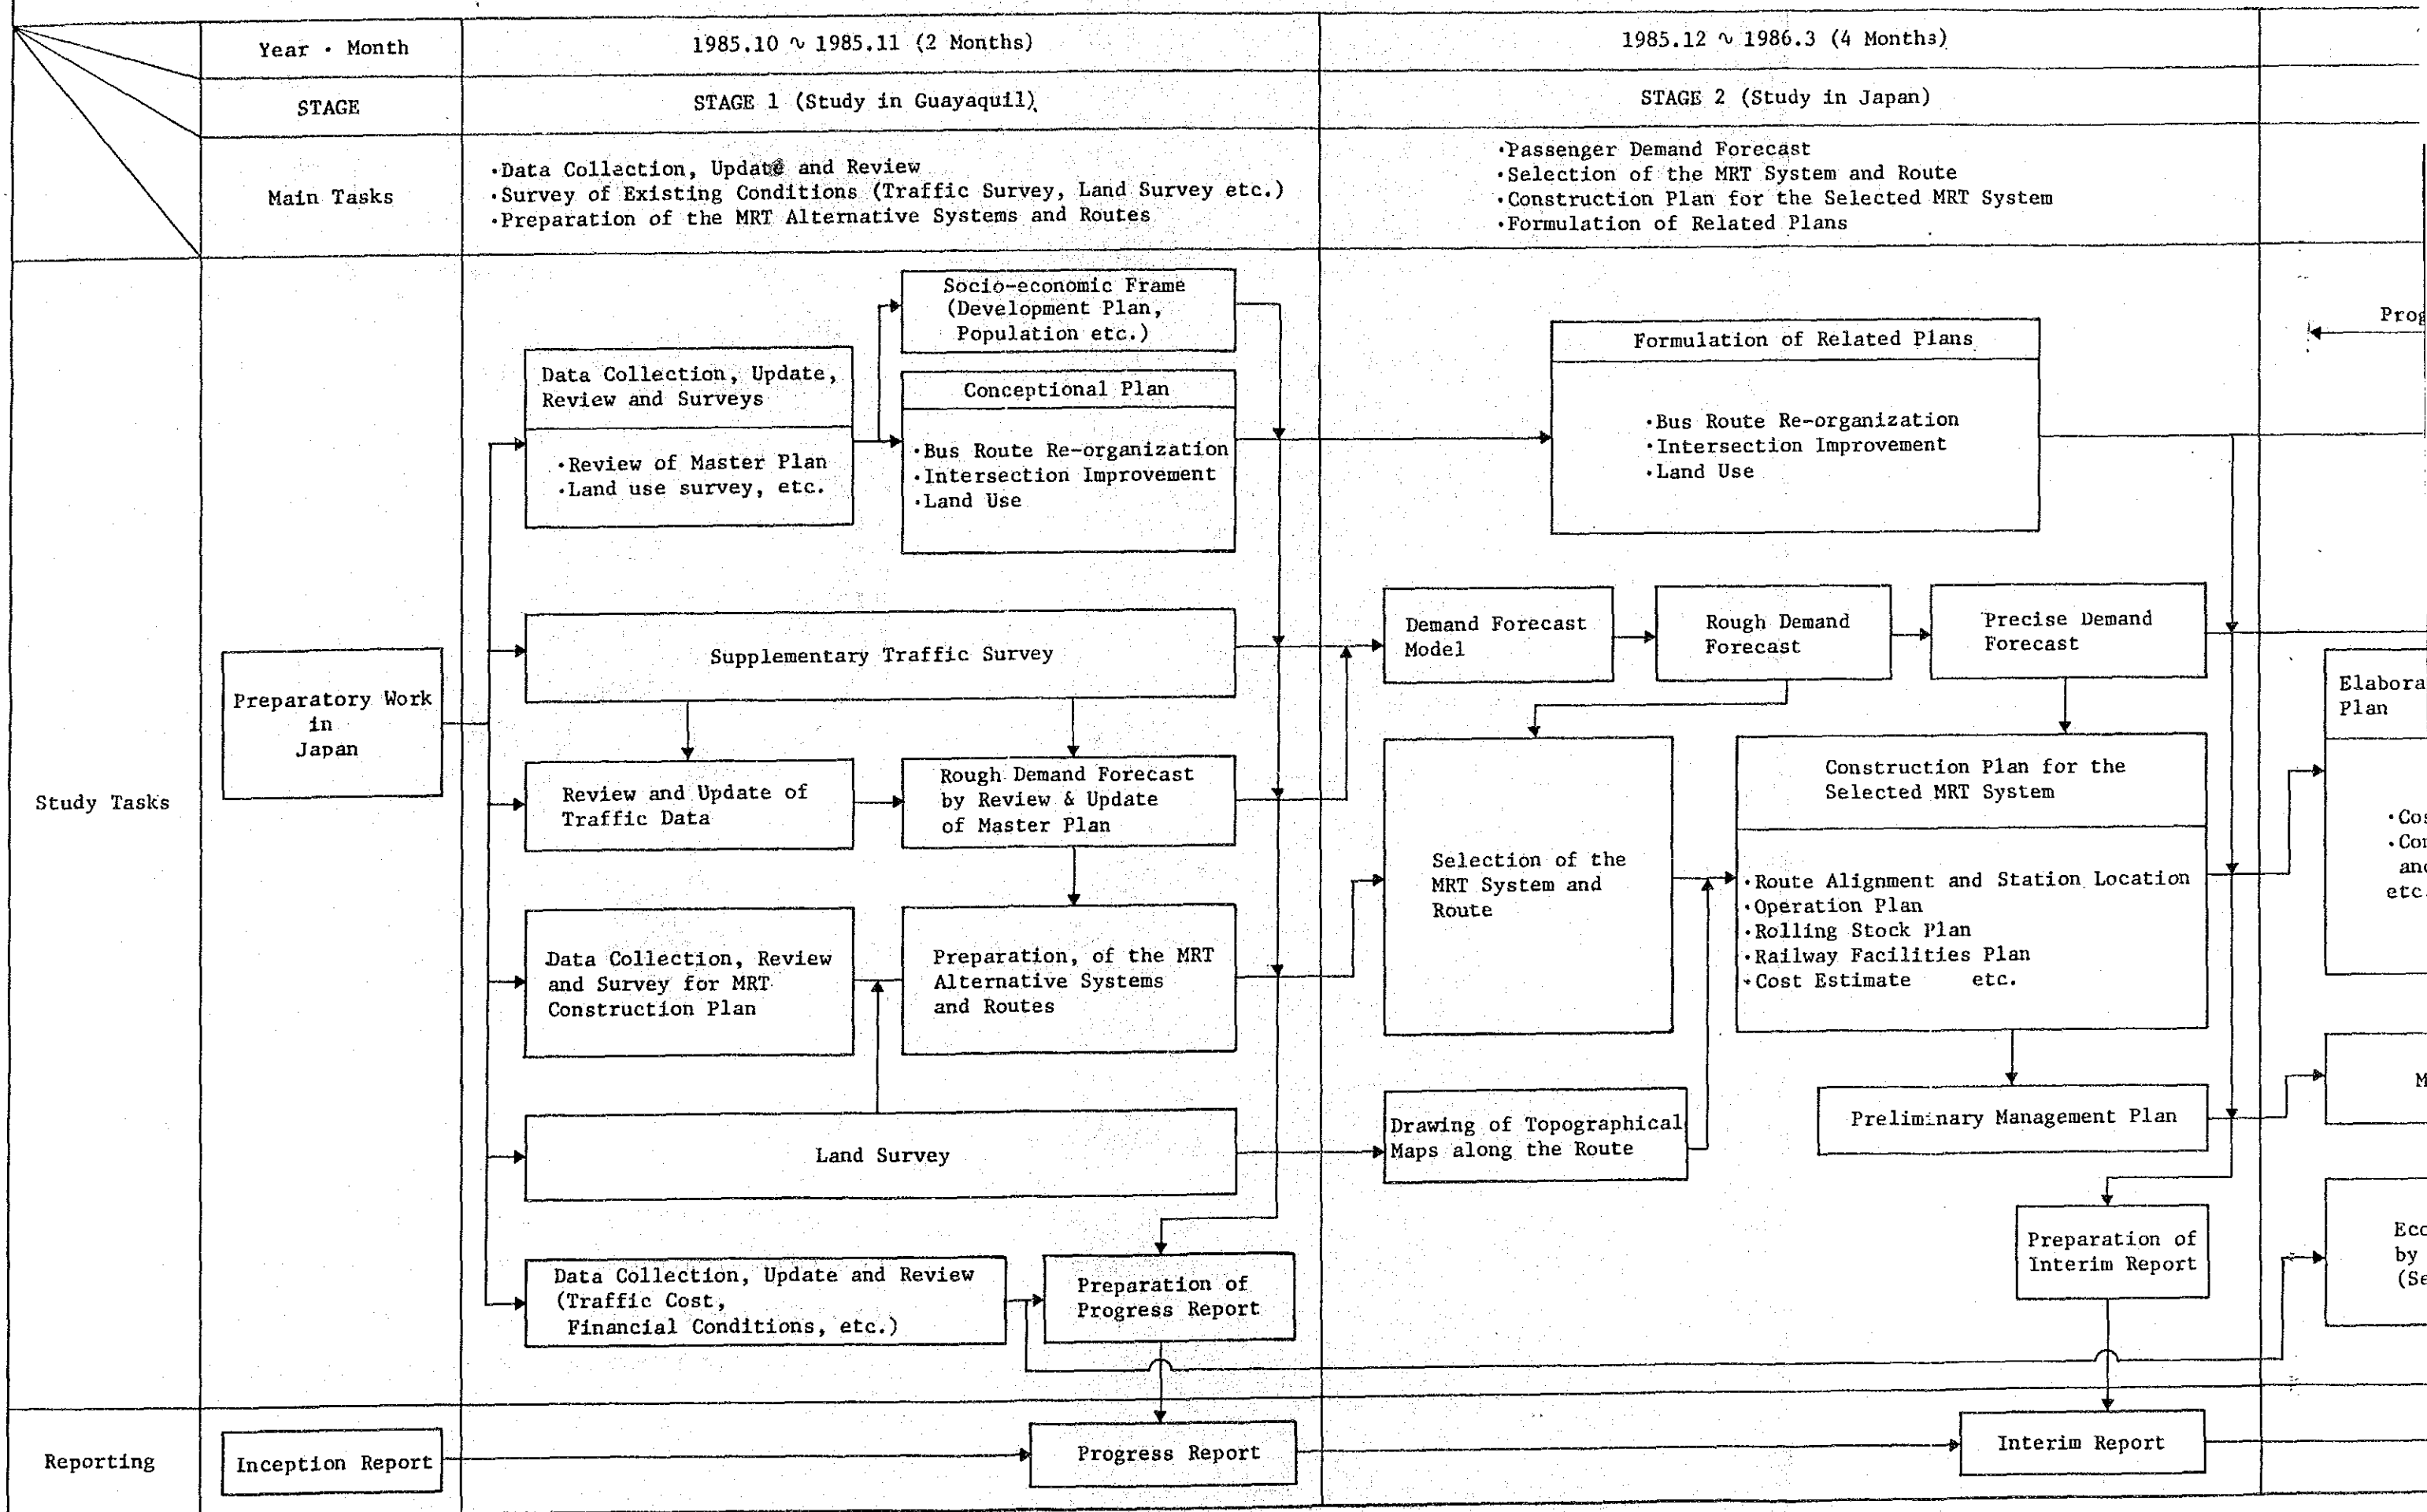 Year · Month
1985.10 ~ 1985.11 (2 Months)
1985.12 ~ 1986.3 (4 Months)
STAGE
STAGE 1 (Study in Guayaquil)
STAGE 2 (Study in Japan)
Main Tasks
·Data Collection, Update and Review
·Survey of Existing Conditions (Traffic Survey, Land Survey etc.)
·Preparation of the MRT Alternative Systems and Routes
·Passenger Demand Forecast
·Selection of the MRT System and Route
·Construction Plan for the Selected MRT System
·Formulation of Related Plans
Study Tasks
Preparatory Work
in
Japan
Data Collection, Update,
Review and Surveys
·Review of Master Plan
·Land use survey, etc.
Socio-economic Frame
(Development Plan,
Population etc.)
Conceptional Plan
·Bus Route Re-organization
·Intersection Improvement
·Land Use
Supplementary Traffic Survey
Review and Update of
Traffic Data
Rough Demand Forecast
by Review & Update
of Master Plan
Data Collection, Review
and Survey for MRT
Construction Plan
Preparation, of the MRT
Alternative Systems
and Routes
Land Survey
Data Collection, Update and Review
(Traffic Cost,
Financial Conditions, etc.)
Preparation of
Progress Report
Formulation of Related Plans
·Bus Route Re-organization
·Intersection Improvement
·Land Use
Demand Forecast
Model
Rough Demand
Forecast
Precise Demand
Forecast
Selection of the
MRT System and
Route
Construction Plan for the
Selected MRT System
·Route Alignment and Station Location
·Operation Plan
·Rolling Stock Plan
·Railway Facilities Plan
·Cost Estimate etc.
Drawing of Topographical
Maps along the Route
Preliminary Management Plan
Preparation of
Interim Report
Prog
Elabora
Plan
·Cos
·Con
and
etc.
M
Eco
by
(Se
Reporting
Inception Report
Progress Report
Interim Report